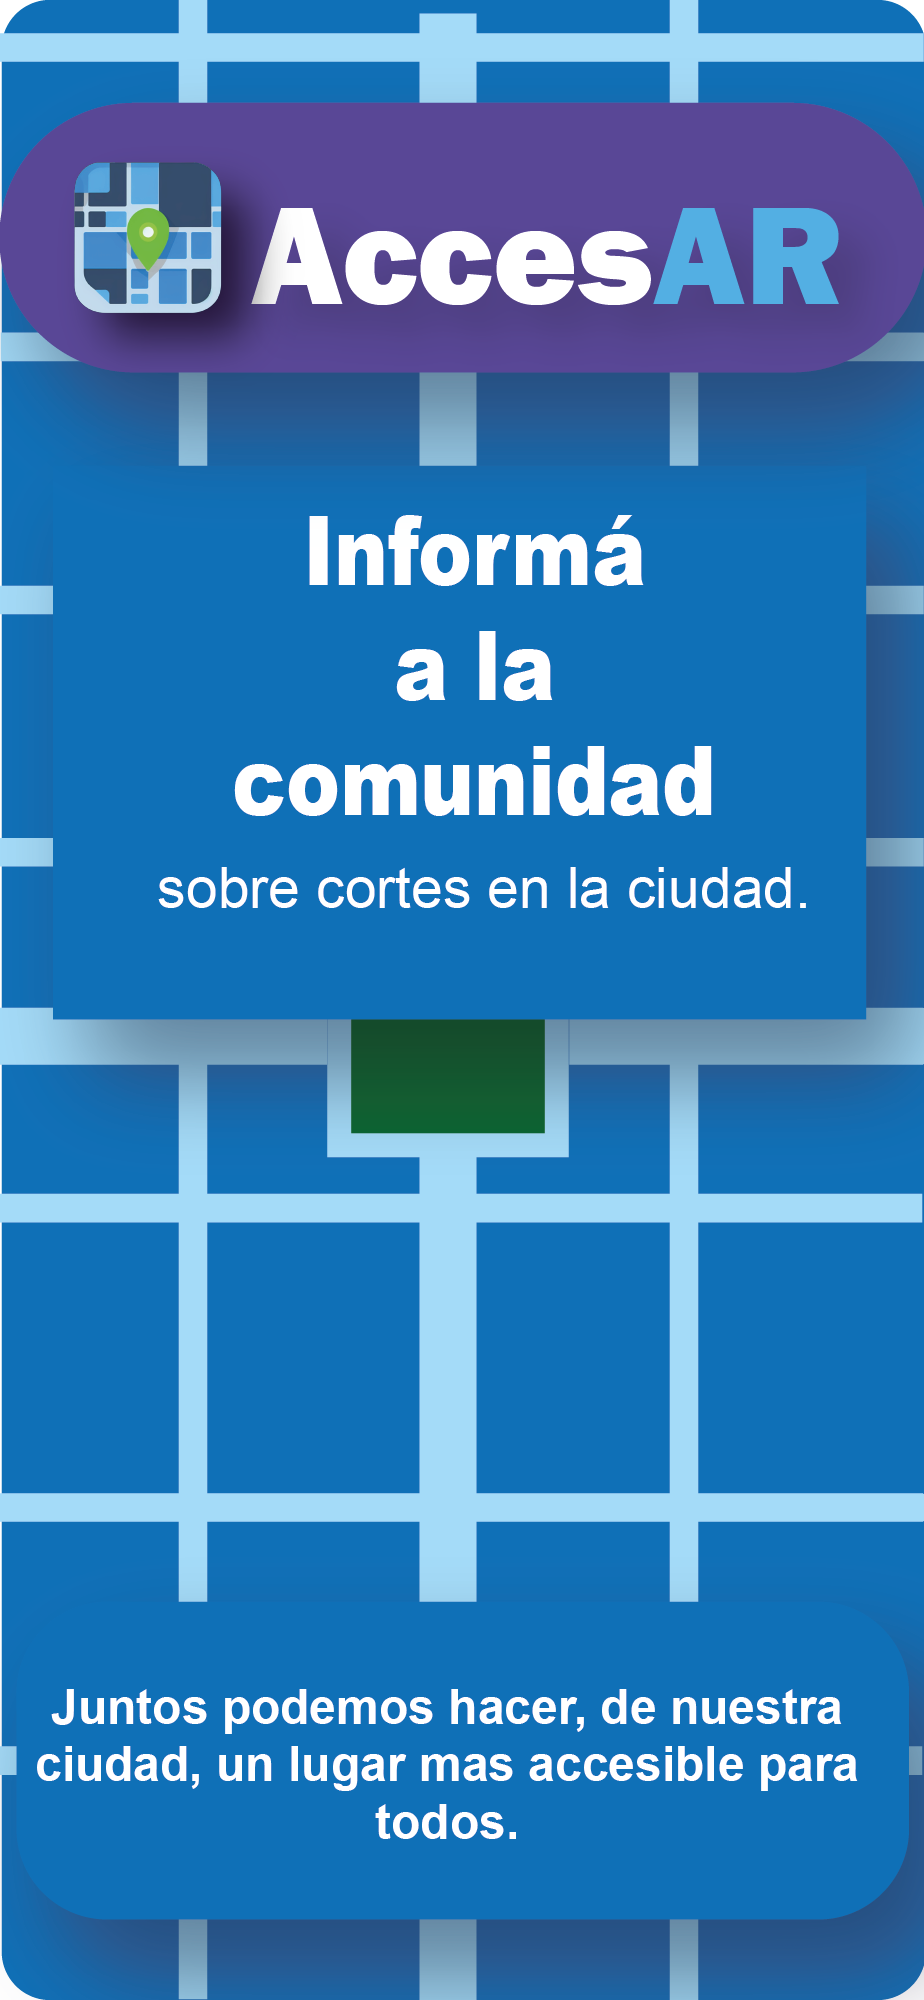 AccesAR
Informá
a la
comunidad
sobre cortes en la ciudad.
Juntos podemos hacer, de nuestra
ciudad, un lugar mas accesible para
todos.